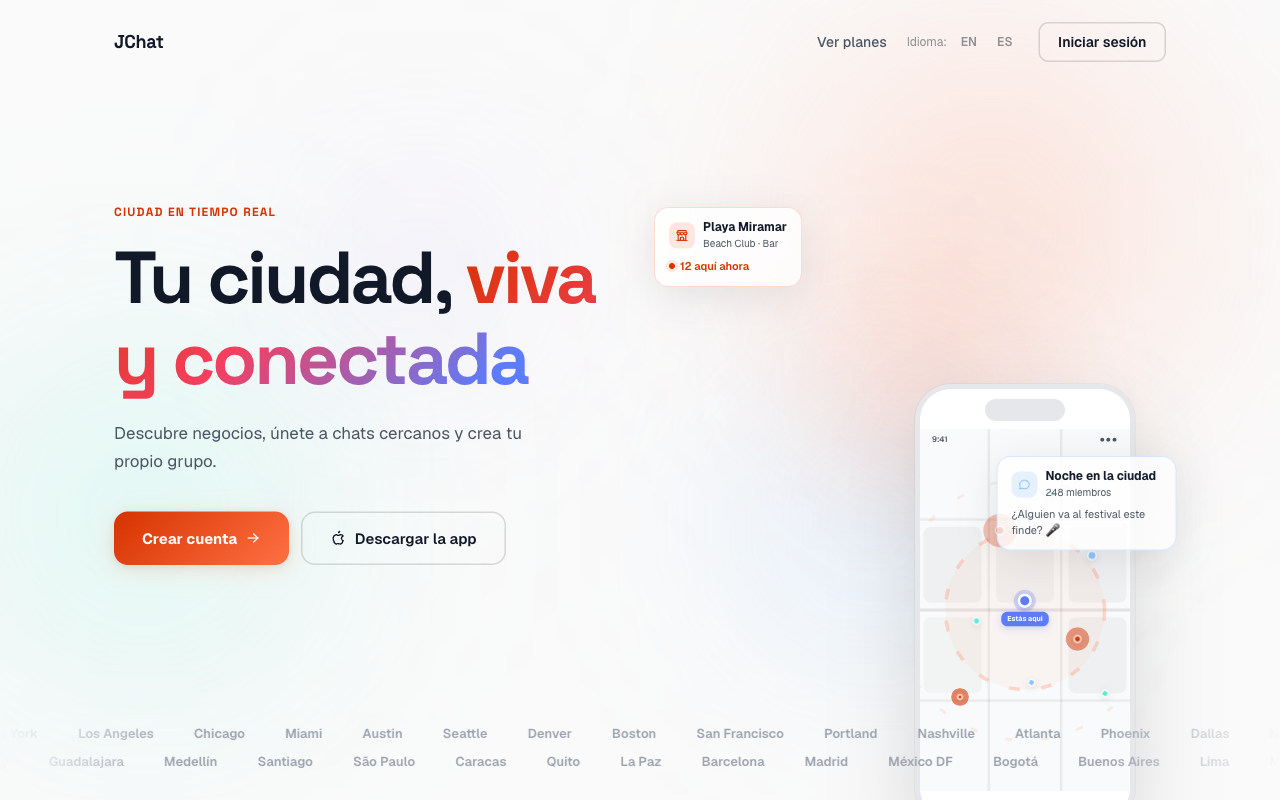 JChat
Ver planes
Idioma:
EN
ES
Iniciar sesión
CIUDAD EN TIEMPO REAL
Tu ciudad, viva
y conectada
Descubre negocios, únete a chats cercanos y crea tu
propio grupo.
Crear cuenta →
Descargar la app
Playa Miramar
Beach Club · Bar
12 aquí ahora
9:41
Noche en la ciudad
248 miembros
¿Alguien va al festival este
finde? 🎤
Estás aquí
York Los Angeles Chicago Miami Austin Seattle Denver Boston San Francisco Portland Nashville Atlanta Phoenix Dallas
Guadalajara Medellín Santiago São Paulo Caracas Quito La Paz Barcelona Madrid México DF Bogotá Buenos Aires Lima